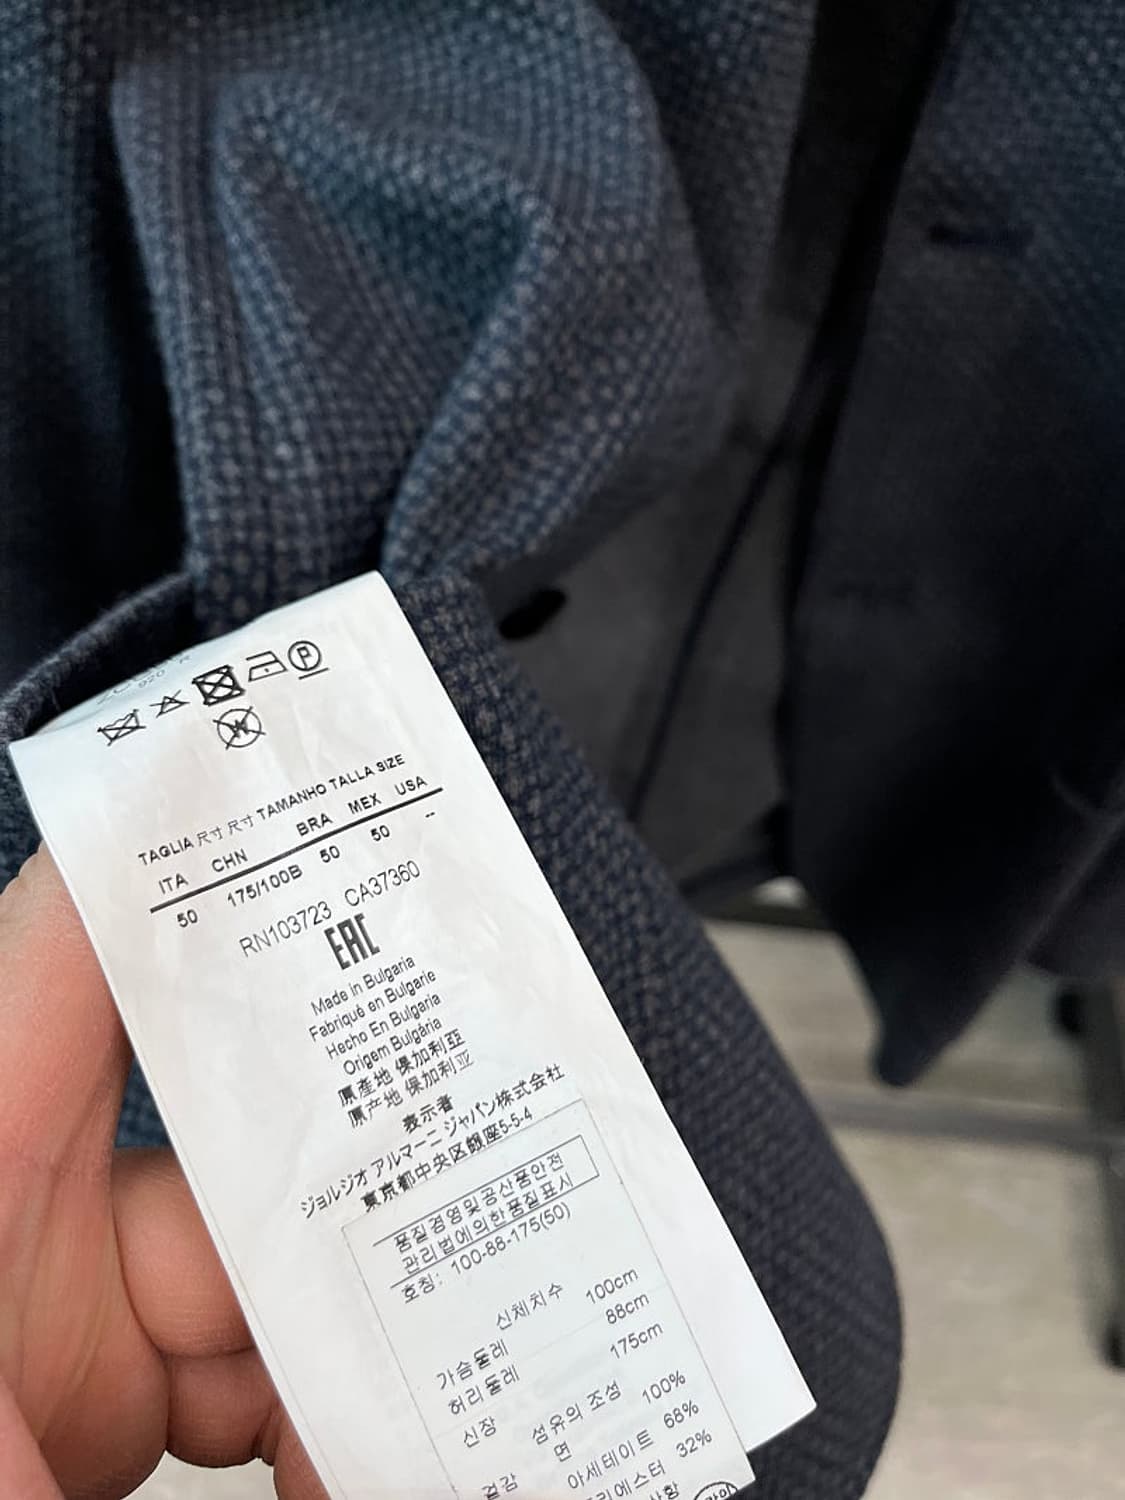 TAGLIA 尺寸 尺寸 TAMANHO TALLA SIZE
ITA CHN BRA MEX USA
50 175/100B 50 50 --
RN103723 CA37360
EAC
Made in Bulgaria
Fabriqué en Bulgarie
Hecho En Bulgaria
Origem Bulgária
原產地 保加利亞
原产地 保加利亚
表示者
ジョルジオ アルマーニ ジャパン株式会社
東京都中央区銀座5-5-4
품질경영및공산품안전
관리법에의한품질표시
호칭: 100-88-175(50)
신체치수
가슴둘레 100cm
허리둘레 88cm
신장 175cm
섬유의 조성
겉감 면 100%
아세테이트 68%
폴리에스터 32%